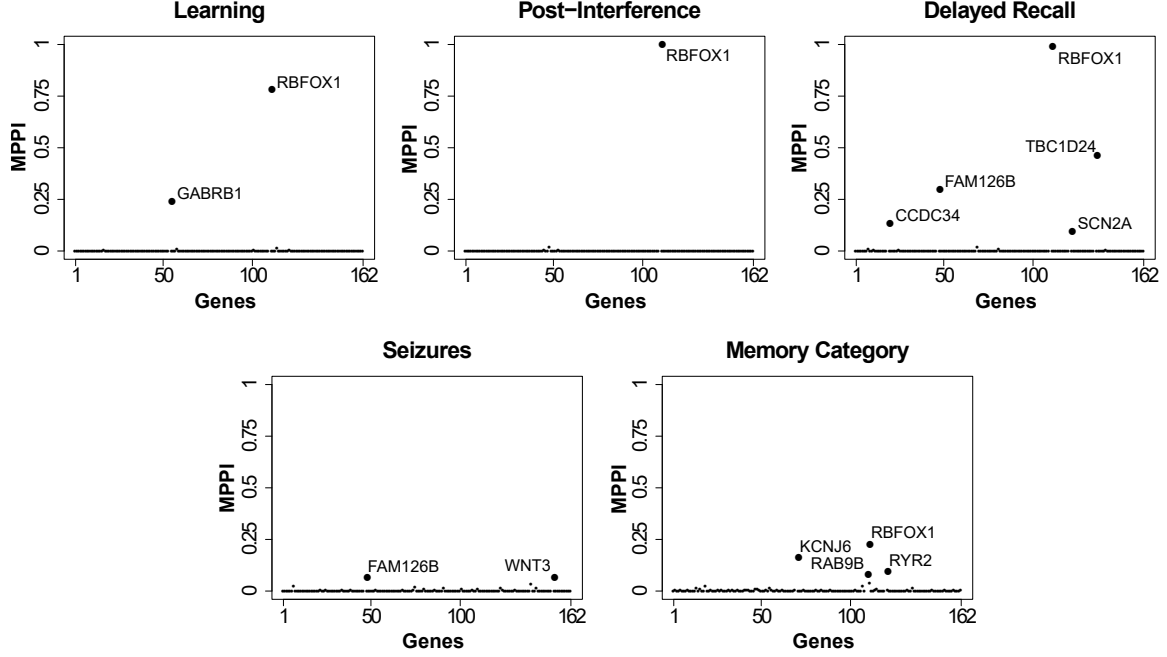 Learning
Post−Interference
Delayed Recall
MPPI
1
0.75
0.5
0.25
0
RBFOX1
GABRB1
1
50
100
162
Genes
MPPI
1
0.75
0.5
0.25
0
RBFOX1
1
50
100
162
Genes
MPPI
1
0.75
0.5
0.25
0
RBFOX1
TBC1D24
FAM126B
CCDC34
SCN2A
1
50
100
162
Genes
Seizures
Memory Category
MPPI
1
0.75
0.5
0.25
0
FAM126B
WNT3
1
50
100
162
Genes
MPPI
1
0.75
0.5
0.25
0
RBFOX1
KCNJ6
RAB9B
RYR2
1
50
100
162
Genes